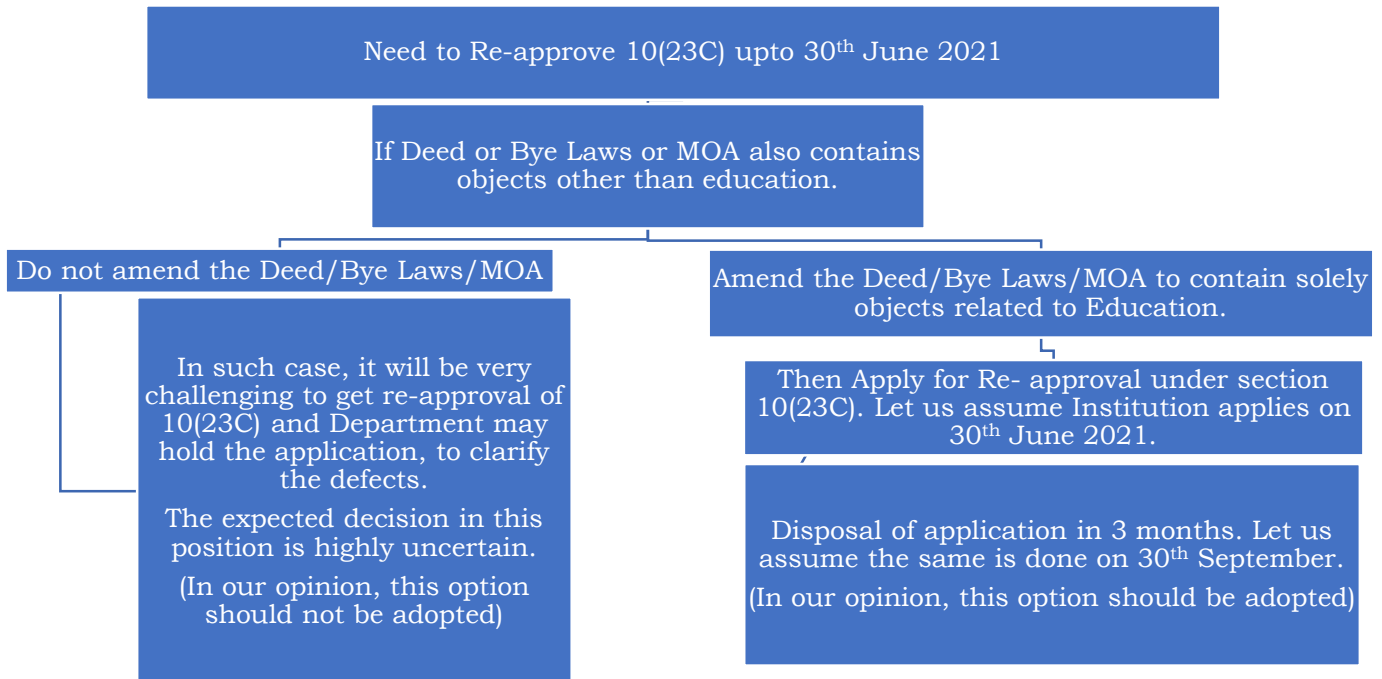 Need to Re-approve 10(23C) upto 30th June 2021
If Deed or Bye Laws or MOA also contains
objects other than education.
Do not amend the Deed/Bye Laws/MOA
In such case, it will be very
challenging to get re-approval of
10(23C) and Department may
hold the application, to clarify
the defects.
The expected decision in this
position is highly uncertain.
(In our opinion, this option
should not be adopted)
Amend the Deed/Bye Laws/MOA to contain solely
objects related to Education.
Then Apply for Re- approval under section
10(23C). Let us assume Institution applies on
30th June 2021.
Disposal of application in 3 months. Let us
assume the same is done on 30th September.
(In our opinion, this option should be adopted)